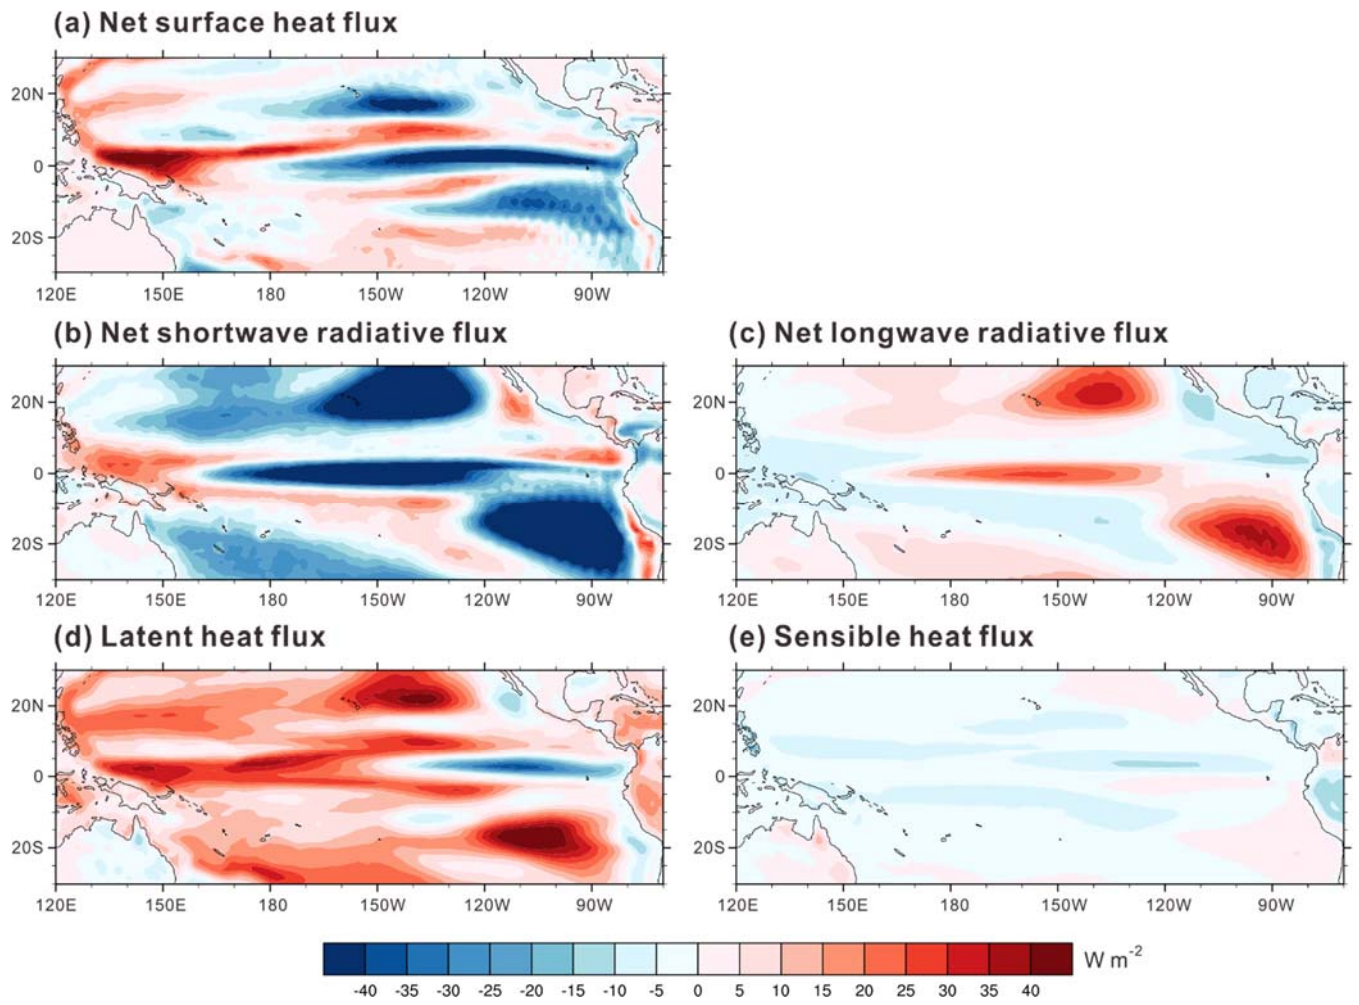 (a) Net surface heat flux
20N
0
20S
120E 150E 180 150W 120W 90W
(b) Net shortwave radiative flux
20N
0
20S
120E 150E 180 150W 120W 90W
(c) Net longwave radiative flux
20N
0
20S
120E 150E 180 150W 120W 90W
(d) Latent heat flux
20N
0
20S
120E 150E 180 150W 120W 90W
(e) Sensible heat flux
20N
0
20S
120E 150E 180 150W 120W 90W
W m⁻²
-40 -35 -30 -25 -20 -15 -10 -5 0 5 10 15 20 25 30 35 40